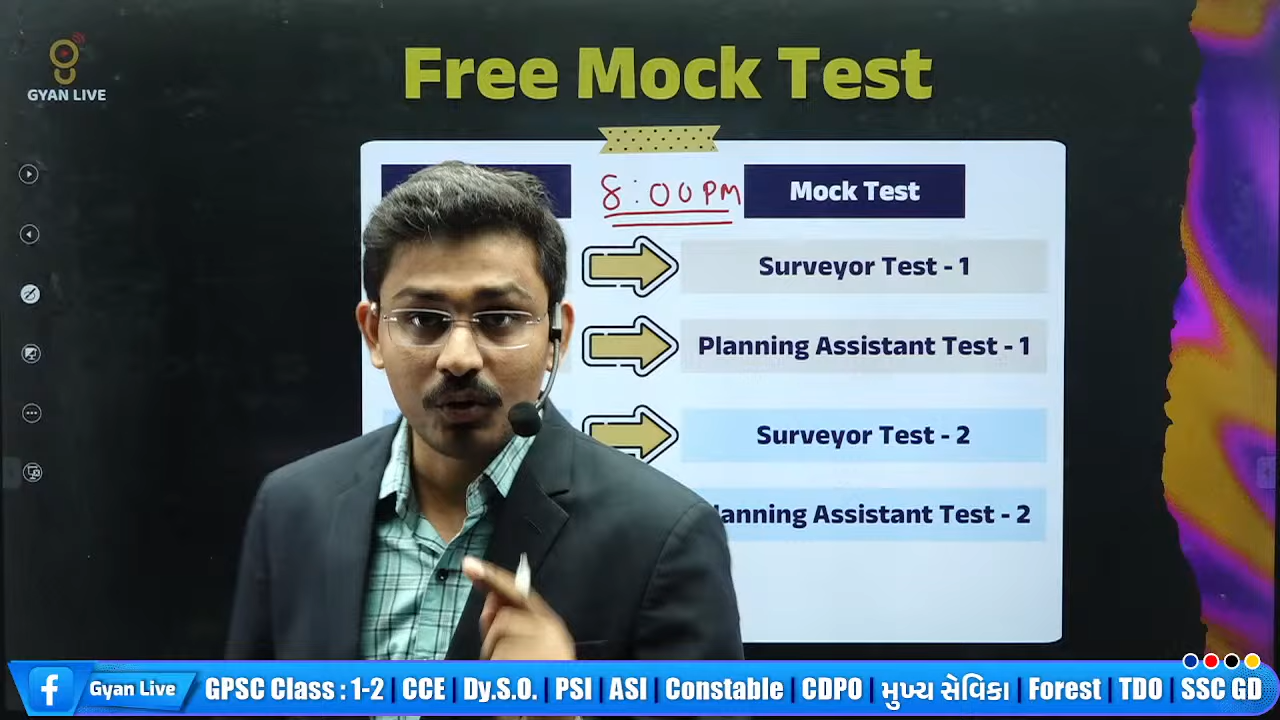 GYAN LIVE
Free Mock Test
8:00PM
Mock Test
Surveyor Test - 1
Planning Assistant Test - 1
Surveyor Test - 2
Assistant Test - 2
Gyan Live
GPSC Class : 1-2 | CCE | Dy.S.O. | PSI | ASI | Constable | CDPO | મુખ્ય સેવિકા | Forest | TDO | SSC GD